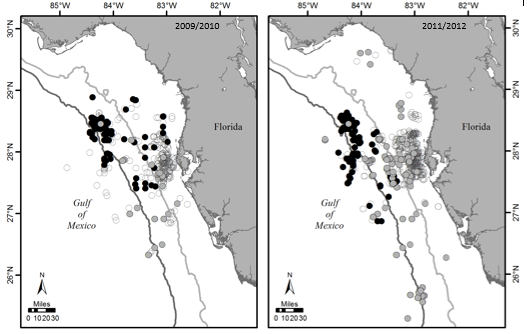 85°W 84°W 83°W 82°W 85°W 84°W 83°W 82°W
30°N 2009/2010 2011/2012 30°N
29°N 29°N
Florida Florida
28°N 28°N
Gulf Gulf
of of
Mexico Mexico
27°N 27°N
26°N N N 26°N
Miles Miles
0 10 20 30 0 10 20 30